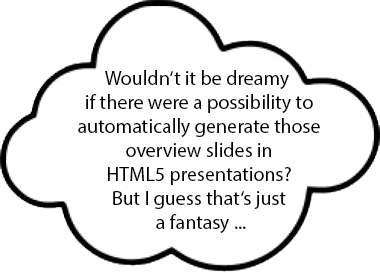 Wouldn‘t it be dreamy
if there were a possibility to
automatically generate those
overview slides in
HTML5 presentations?
But I guess that‘s just
a fantasy ...